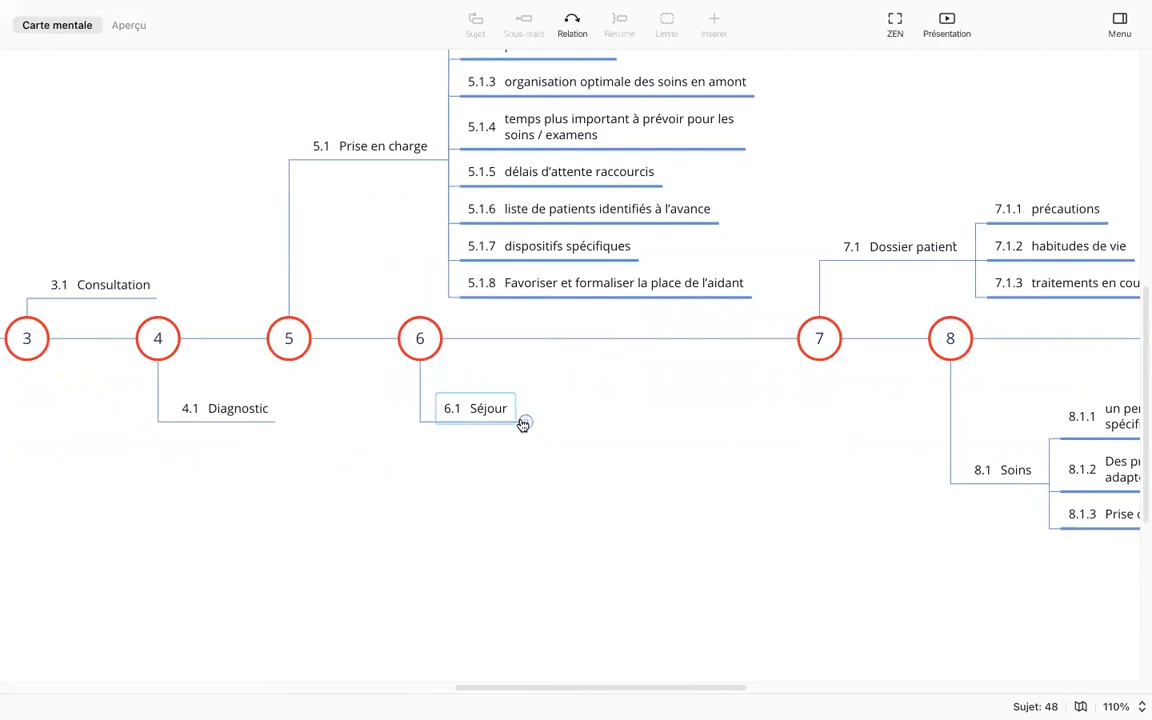 Carte mentale
Aperçu
Sujet
Sous-sujet
Relation
Résumé
Limite
Insérer
ZEN
Présentation
Menu
5.1.3 organisation optimale des soins en amont
5.1.4 temps plus important à prévoir pour les
soins / examens
5.1 Prise en charge
5.1.5 délais d’attente raccourcis
5.1.6 liste de patients identifiés à l’avance
5.1.7 dispositifs spécifiques
5.1.8 Favoriser et formaliser la place de l’aidant
7.1.1 précautions
7.1 Dossier patient
7.1.2 habitudes de vie
7.1.3 traitements en cou
3.1 Consultation
3
4
5
6
7
8
4.1 Diagnostic
6.1 Séjour
8.1.1 un per
spécif
8.1 Soins
8.1.2 Des pr
adapt
8.1.3 Prise
Sujet: 48
110%